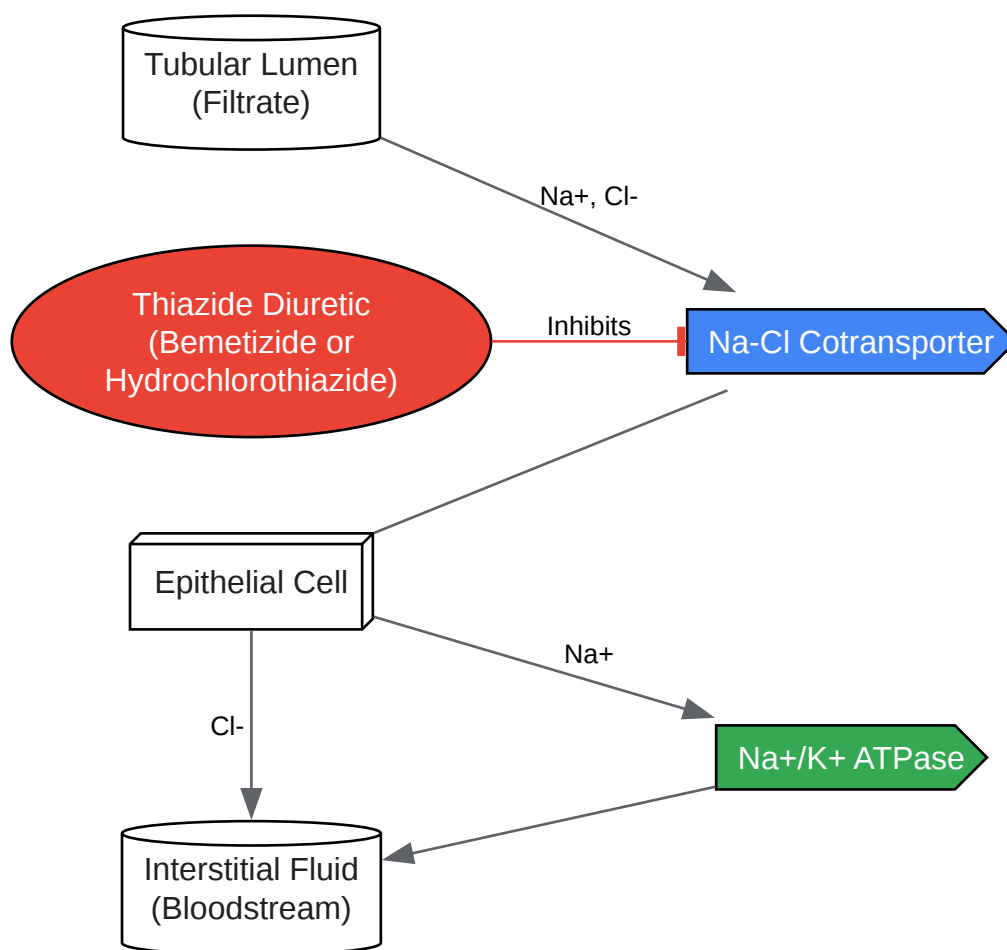 Tubular Lumen
(Filtrate)
Na+, Cl-
Thiazide Diuretic
(Bemetizide or
Hydrochlorothiazide)
Inhibits
Na-Cl Cotransporter
Epithelial Cell
Na+
Cl-
Na+/K+ ATPase
Interstitial Fluid
(Bloodstream)